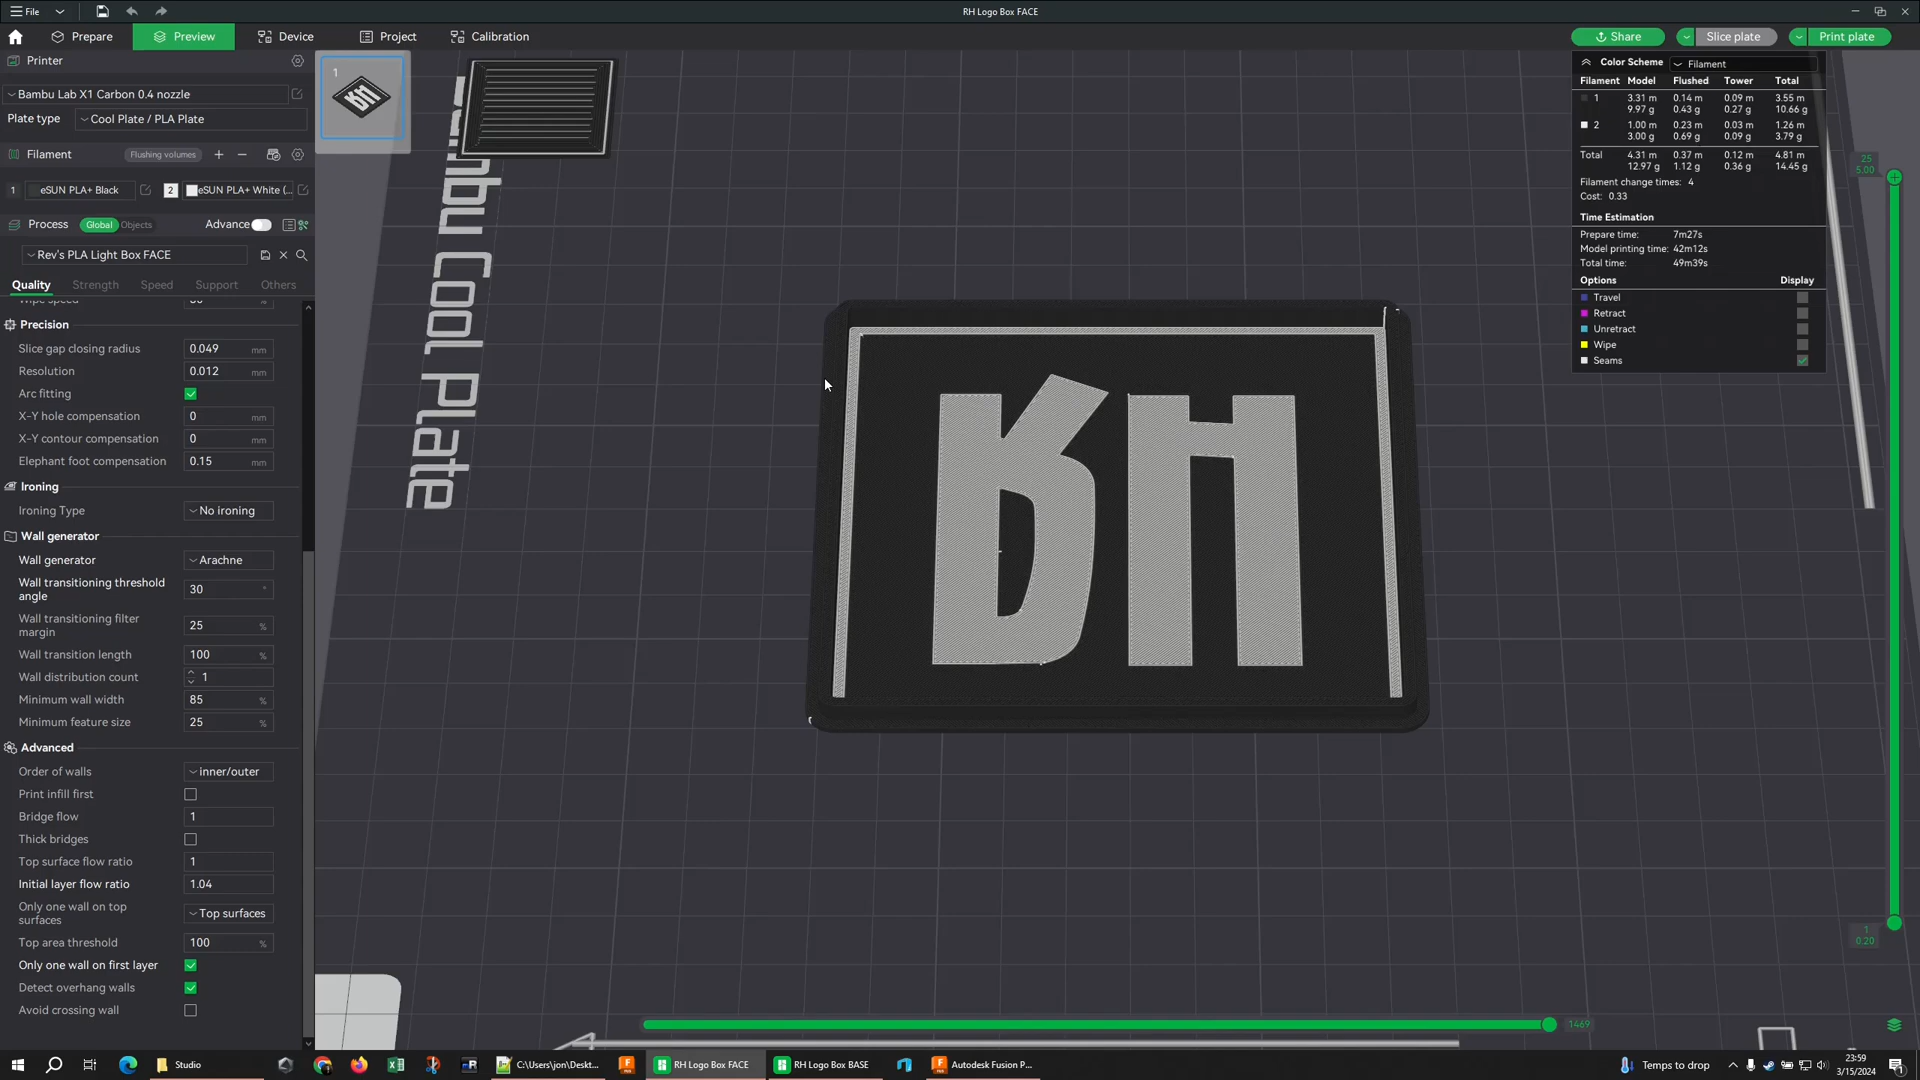 File
RH Logo Box FACE
Prepare
Preview
Device
Project
Calibration
Share
Slice plate
Print plate
Printer
Bambu Lab X1 Carbon 0.4 nozzle
Plate type
Cool Plate / PLA Plate
Filament
Flushing volumes
1 eSUN PLA+ Black
2 eSUN PLA+ White (...
Process
Global
Objects
Advance
Rev's PLA Light Box FACE
Quality
Strength
Speed
Support
Others
Wipe speed
Precision
Slice gap closing radius 0.049 mm
Resolution 0.012 mm
Arc fitting
X-Y hole compensation 0 mm
X-Y contour compensation 0 mm
Elephant foot compensation 0.15 mm
Ironing
Ironing Type No ironing
Wall generator
Wall generator Arachne
Wall transitioning threshold
angle 30 °
Wall transitioning filter
margin 25 %
Wall transition length 100 %
Wall distribution count 1
Minimum wall width 85 %
Minimum feature size 25 %
Advanced
Order of walls inner/outer
Print infill first
Bridge flow 1
Thick bridges
Top surface flow ratio 1
Initial layer flow ratio 1.04
Only one wall on top
surfaces Top surfaces
Top area threshold 100 %
Only one wall on first layer
Detect overhang walls
Avoid crossing wall
1
Cool Plate
Color Scheme Filament
Filament Model Flushed Tower Total
1 3.31 m 0.14 m 0.09 m 3.55 m
9.97 g 0.43 g 0.27 g 10.66 g
2 1.00 m 0.23 m 0.03 m 1.26 m
3.00 g 0.69 g 0.09 g 3.79 g
Total 4.31 m 0.37 m 0.12 m 4.81 m
12.97 g 1.12 g 0.36 g 14.45 g
Filament change times: 4
Cost: 0.33
Time Estimation
Prepare time: 7m27s
Model printing time: 42m12s
Total time: 49m39s
Options Display
Travel
Retract
Unretract
Wipe
Seams
25
5.00
1
0.20
1469
Studio
C:\Users\jon\Deskt...
RH Logo Box FACE
RH Logo Box BASE
Autodesk Fusion P...
Temps to drop
23:59
3/15/2024